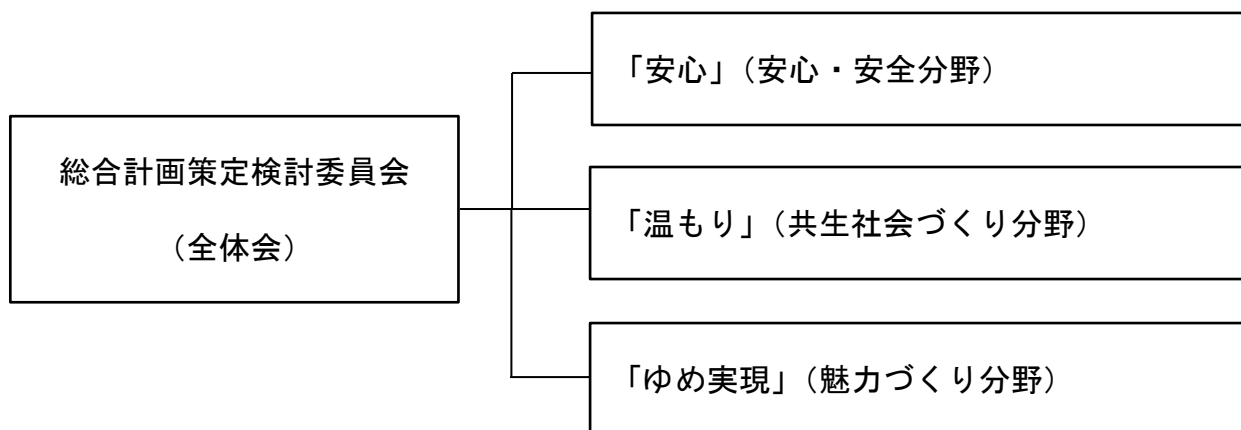 総合計画策定検討委員会
（全体会）
「安心」（安心・安全分野）
「温もり」（共生社会づくり分野）
「ゆめ実現」（魅力づくり分野）